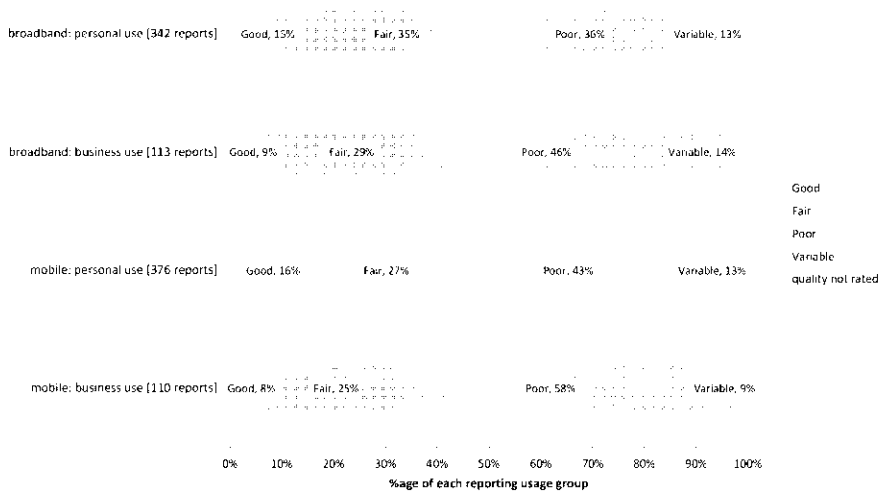 broadband: personal use [342 reports] Good, 15% Fair, 35% Poor, 36% Variable, 13%
broadband: business use [113 reports] Good, 9% Fair, 29% Poor, 46% Variable, 14%
Good
Fair
Poor
Variable
quality not rated
mobile: personal use [376 reports] Good, 16% Fair, 27% Poor, 43% Variable, 13%
mobile: business use [110 reports] Good, 8% Fair, 25% Poor, 58% Variable, 9%
0% 10% 20% 30% 40% 50% 60% 70% 80% 90% 100%
%age of each reporting usage group